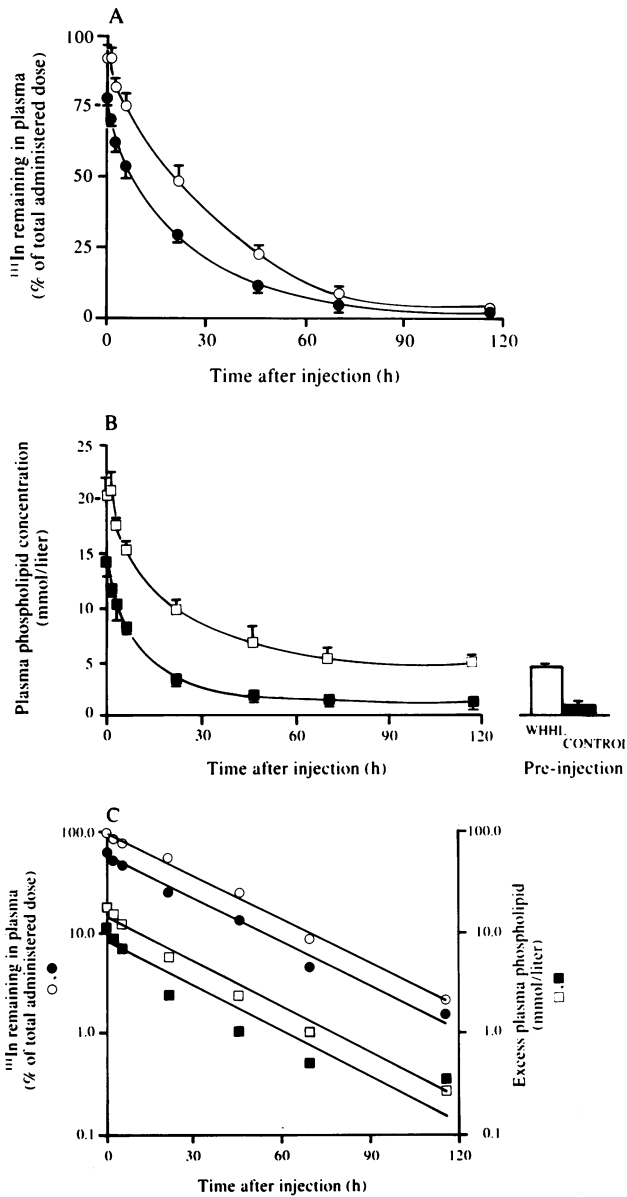 A
¹¹¹In remaining in plasma
(% of total administered dose)
100
75
50
25
0
0 30 60 90 120
Time after injection (h)
B
Plasma phospholipid concentration
(mmol/liter)
25
20
15
10
5
0
0 30 60 90 120
Time after injection (h)
WHHL
CONTROL
Pre-injection
C
¹¹¹In remaining in plasma
(% of total administered dose)
100.0
10.0
1.0
0.1
100.0
10.0
1.0
0.1
Excess plasma phospholipid
(mmol/liter)
0 30 60 90 120
Time after injection (h)